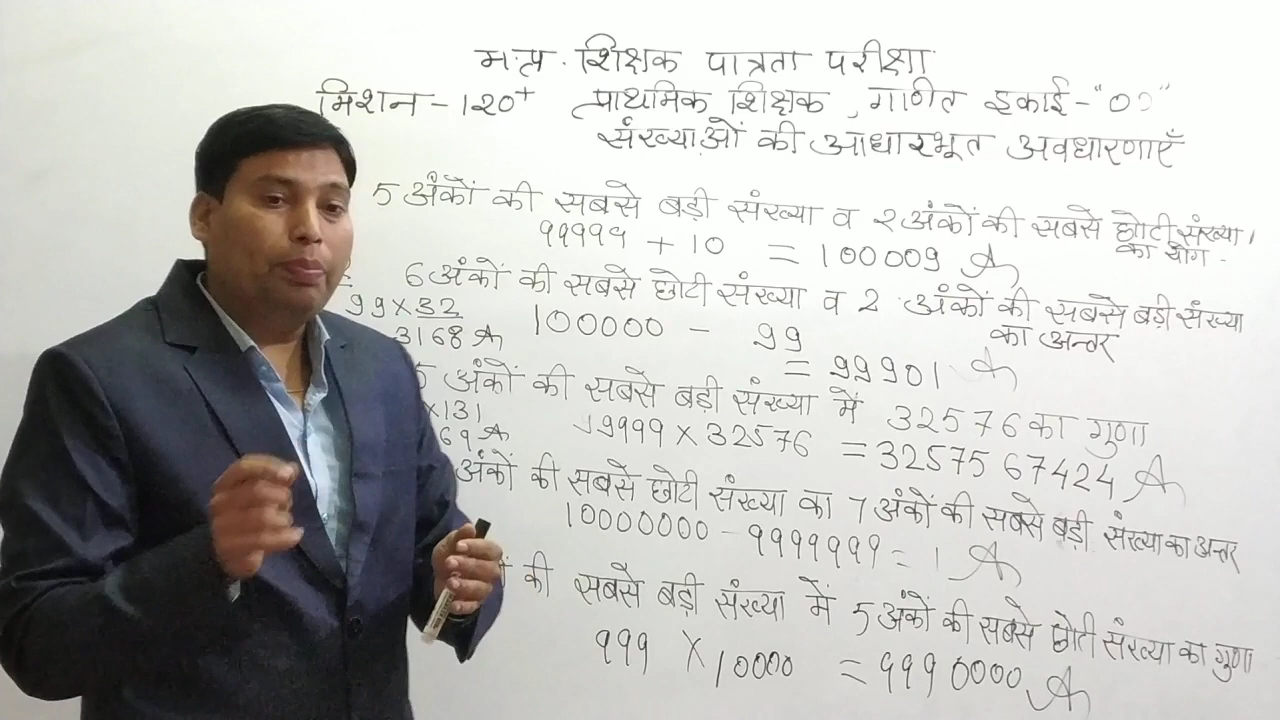 म.प्र. शिक्षक पात्रता परीक्षा
मिशन - 120+ प्राथमिक शिक्षक, गणित इकाई - "01"
संख्याओं की आधारभूत अवधारणाएँ
5 अंकों की सबसे बड़ी संख्या व 2 अंकों की सबसे छोटी संख्या,
का योग -
99999 + 10 = 100009 A
6 अंकों की सबसे छोटी संख्या व 2 अंकों की सबसे बड़ी संख्या
का अन्तर
99 x 32
3168 A
100000 - 99
= 99901 A
5 अंकों की सबसे बड़ी संख्या में 32576 का गुणा
x 131
69 A
99999 x 32576 = 3257567424 A
अंकों की सबसे छोटी संख्या का 7 अंकों की सबसे बड़ी संख्या का अन्तर
10000000 - 9999999 = 1 A
की सबसे बड़ी संख्या में 5 अंकों की सबसे छोटी संख्या का गुणा
999 x 10000 = 9990000 A